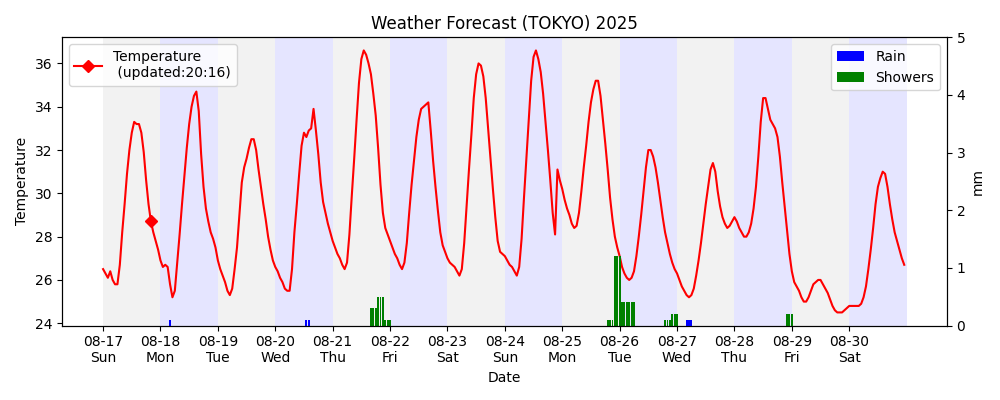 Weather Forecast (TOKYO) 2025
Temperature
(updated:20:16)
Rain
Showers
Temperature
36
34
32
30
28
26
24
5
4
3
2
1
0
mm
08-17 08-18 08-19 08-20 08-21 08-22 08-23 08-24 08-25 08-26 08-27 08-28 08-29 08-30
Sun Mon Tue Wed Thu Fri Sat Sun Mon Tue Wed Thu Fri Sat
Date